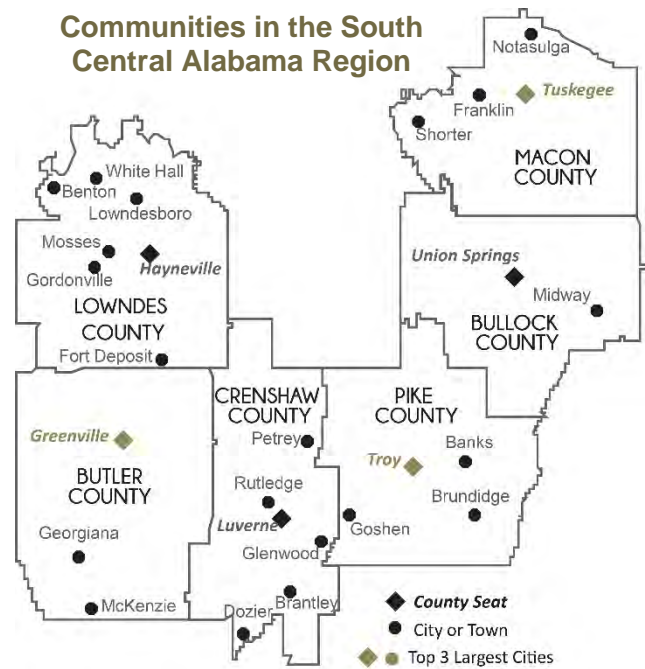 Communities in the South
Central Alabama Region
Notasulga
Tuskegee
Franklin
Shorter
MACON
COUNTY
White Hall
Benton
Lowndesboro
Mosses
Hayneville
Gordonville
LOWNDES
COUNTY
Fort Deposit
Union Springs
Midway
BULLOCK
COUNTY
CRENSHAW
COUNTY
Petrey
Rutledge
Luverne
Glenwood
Brantley
Dozier
PIKE
COUNTY
Banks
Troy
Brundidge
Goshen
Greenville
BUTLER
COUNTY
Georgiana
McKenzie
County Seat
City or Town
Top 3 Largest Cities